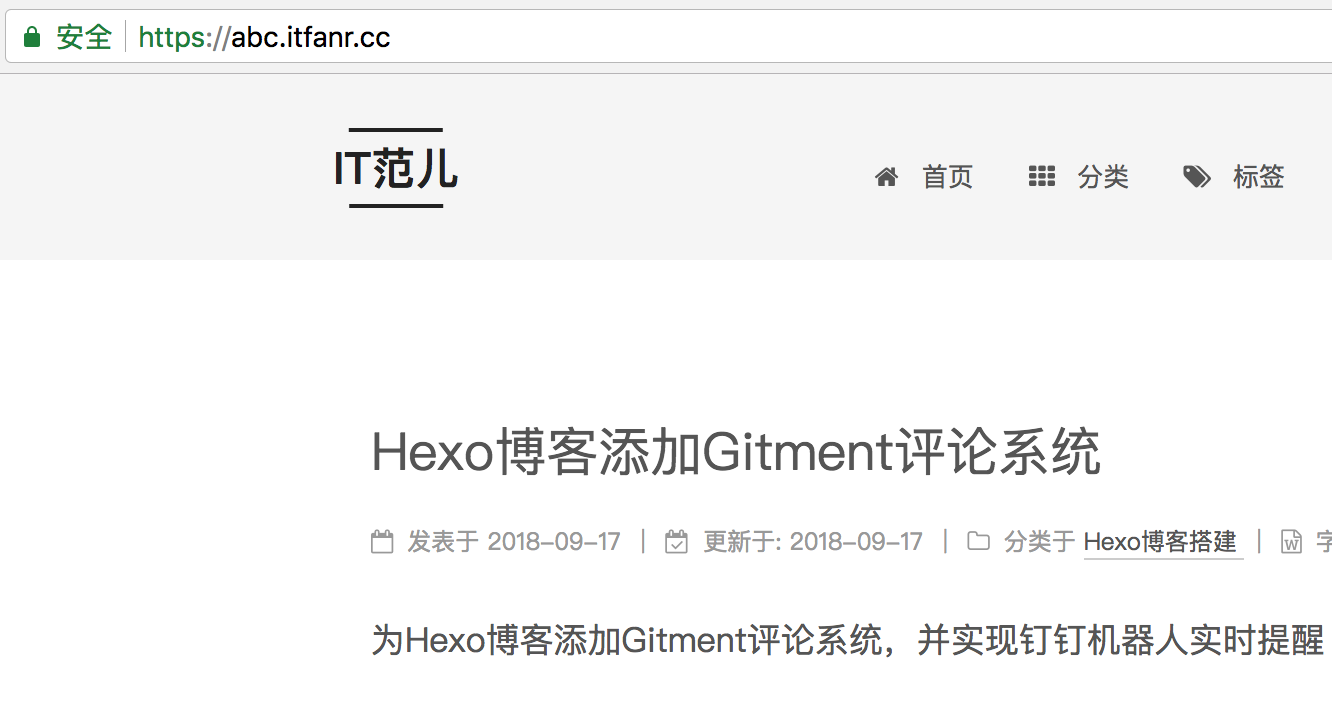 安全 https://abc.itfanr.cc
IT范儿
首页 分类 标签
Hexo博客添加Gitment评论系统
发表于 2018-09-17 | 更新于: 2018-09-17 | 分类于 Hexo博客搭建 | 字
为Hexo博客添加Gitment评论系统，并实现钉钉机器人实时提醒